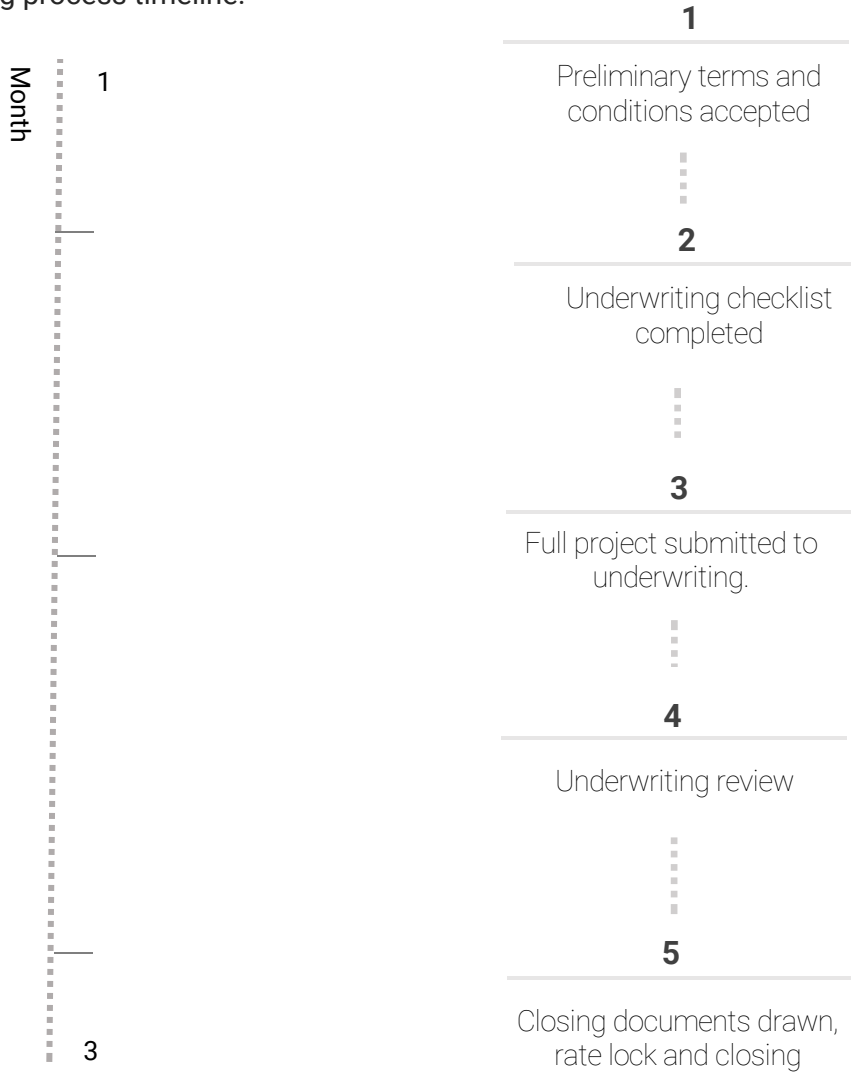 g process timeline:
Month
1
3
1
Preliminary terms and
conditions accepted
2
Underwriting checklist
completed
3
Full project submitted to
underwriting.
4
Underwriting review
5
Closing documents drawn,
rate lock and closing